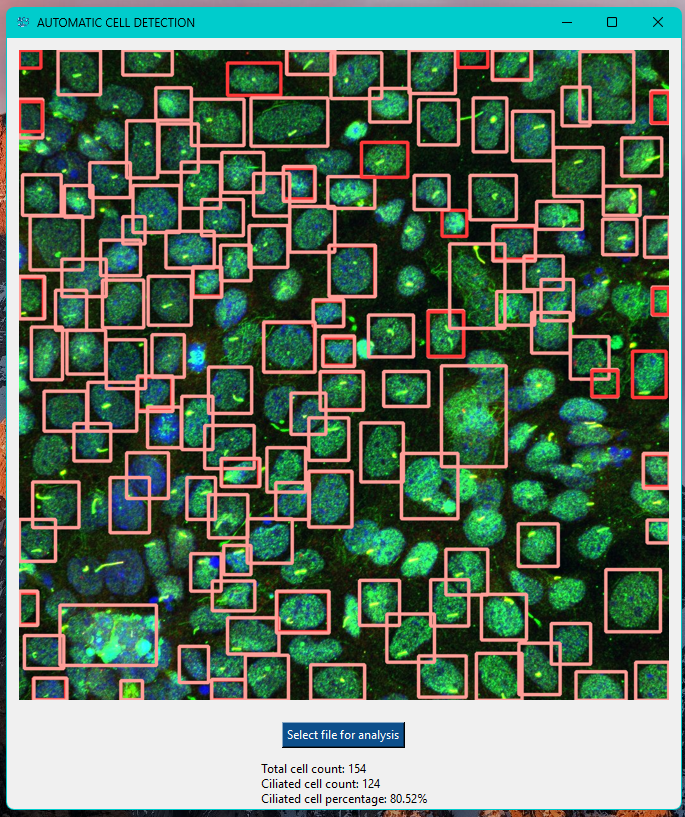 AUTOMATIC CELL DETECTION
Select file for analysis
Total cell count: 154
Ciliated cell count: 124
Ciliated cell percentage: 80.52%